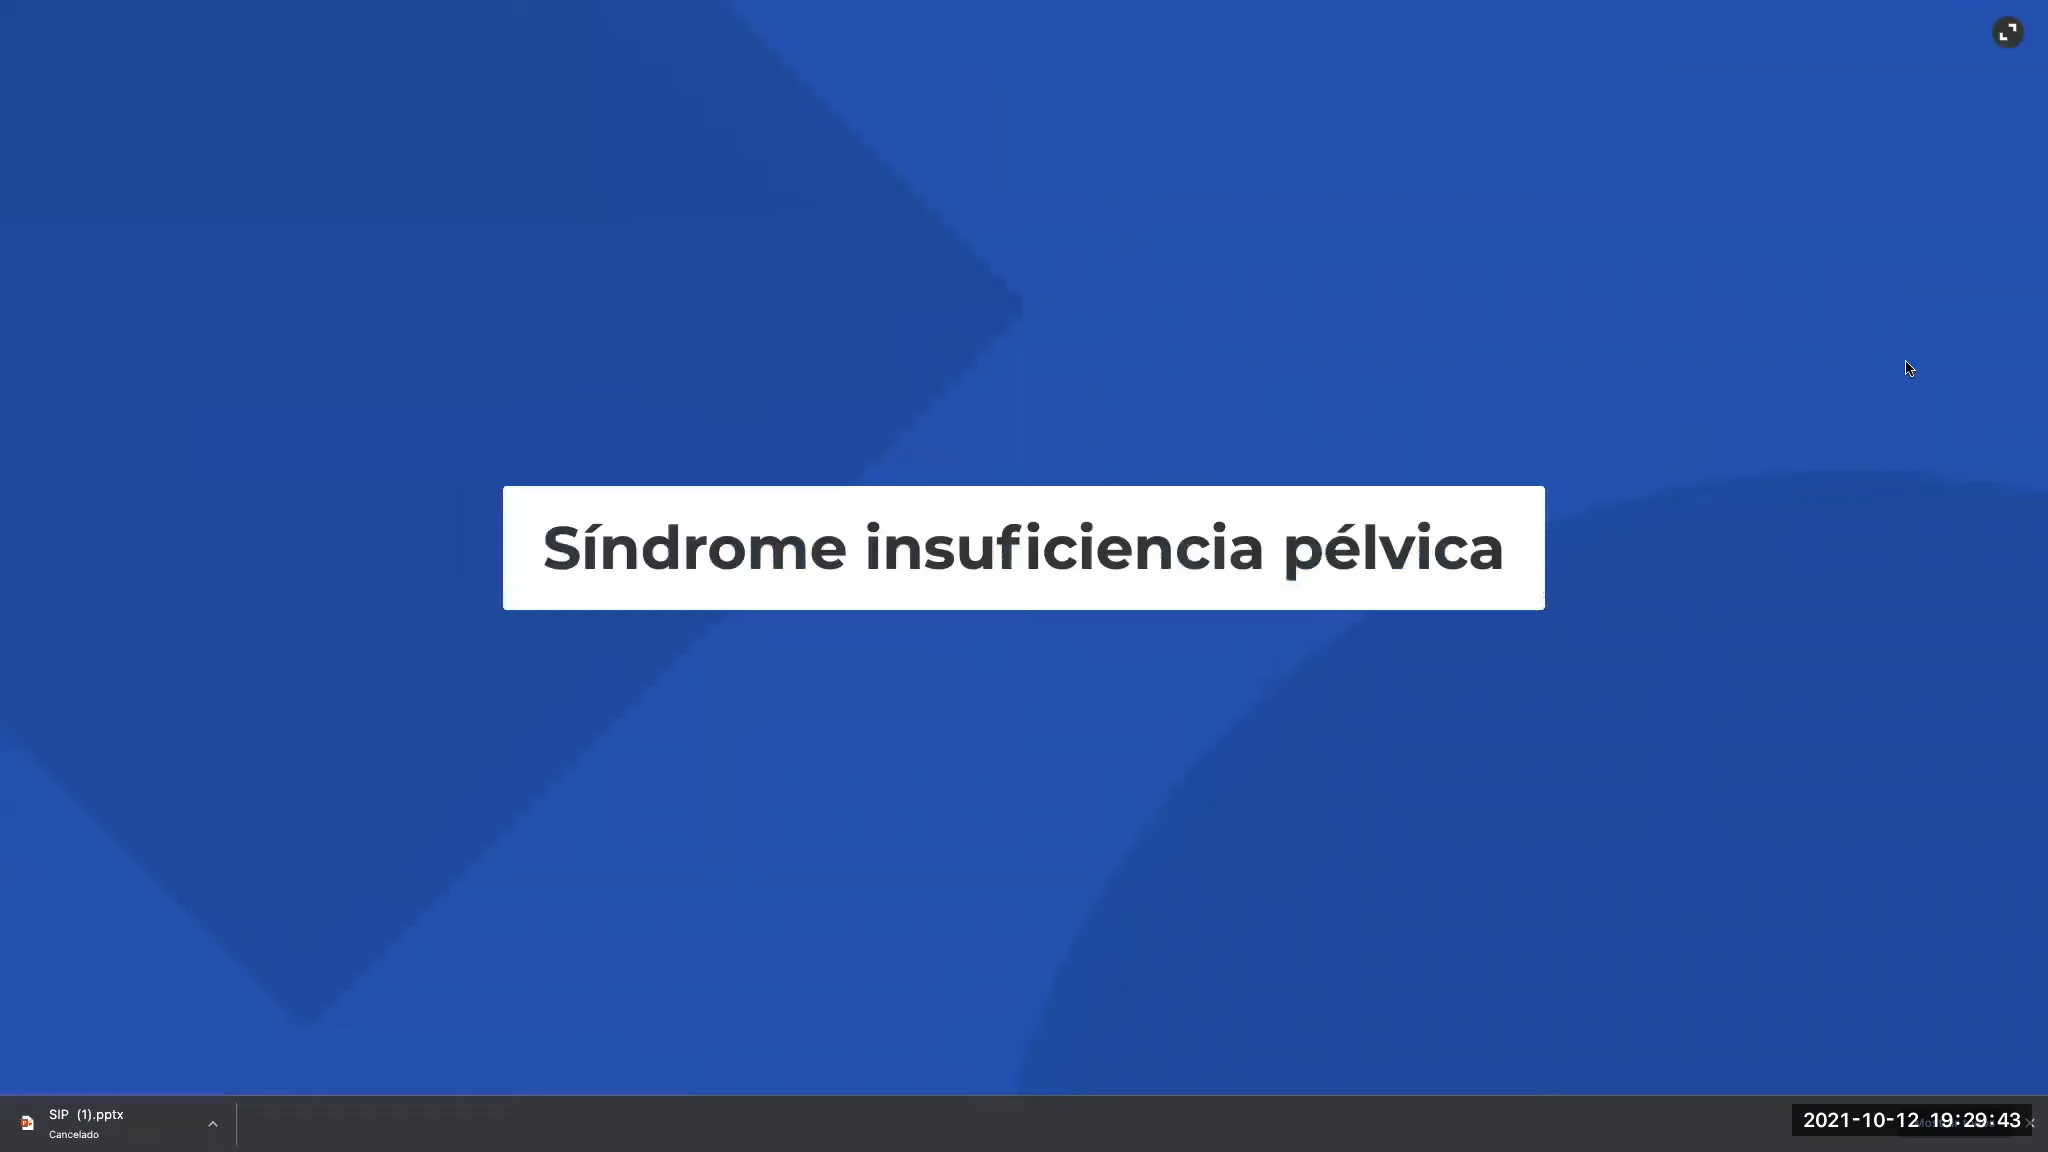 Síndrome insuficiencia pélvica
SIP (1).pptx
Cancelado
2021-10-12 19:29:43